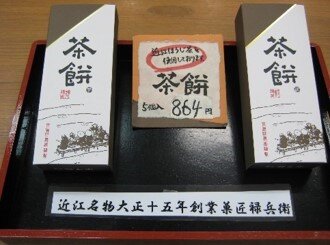 茶餅
近江ほうじ茶を
使用しております
茶餅
5個入
864円
茶餅
近江名物大正十五年創業菓匠禄兵衛